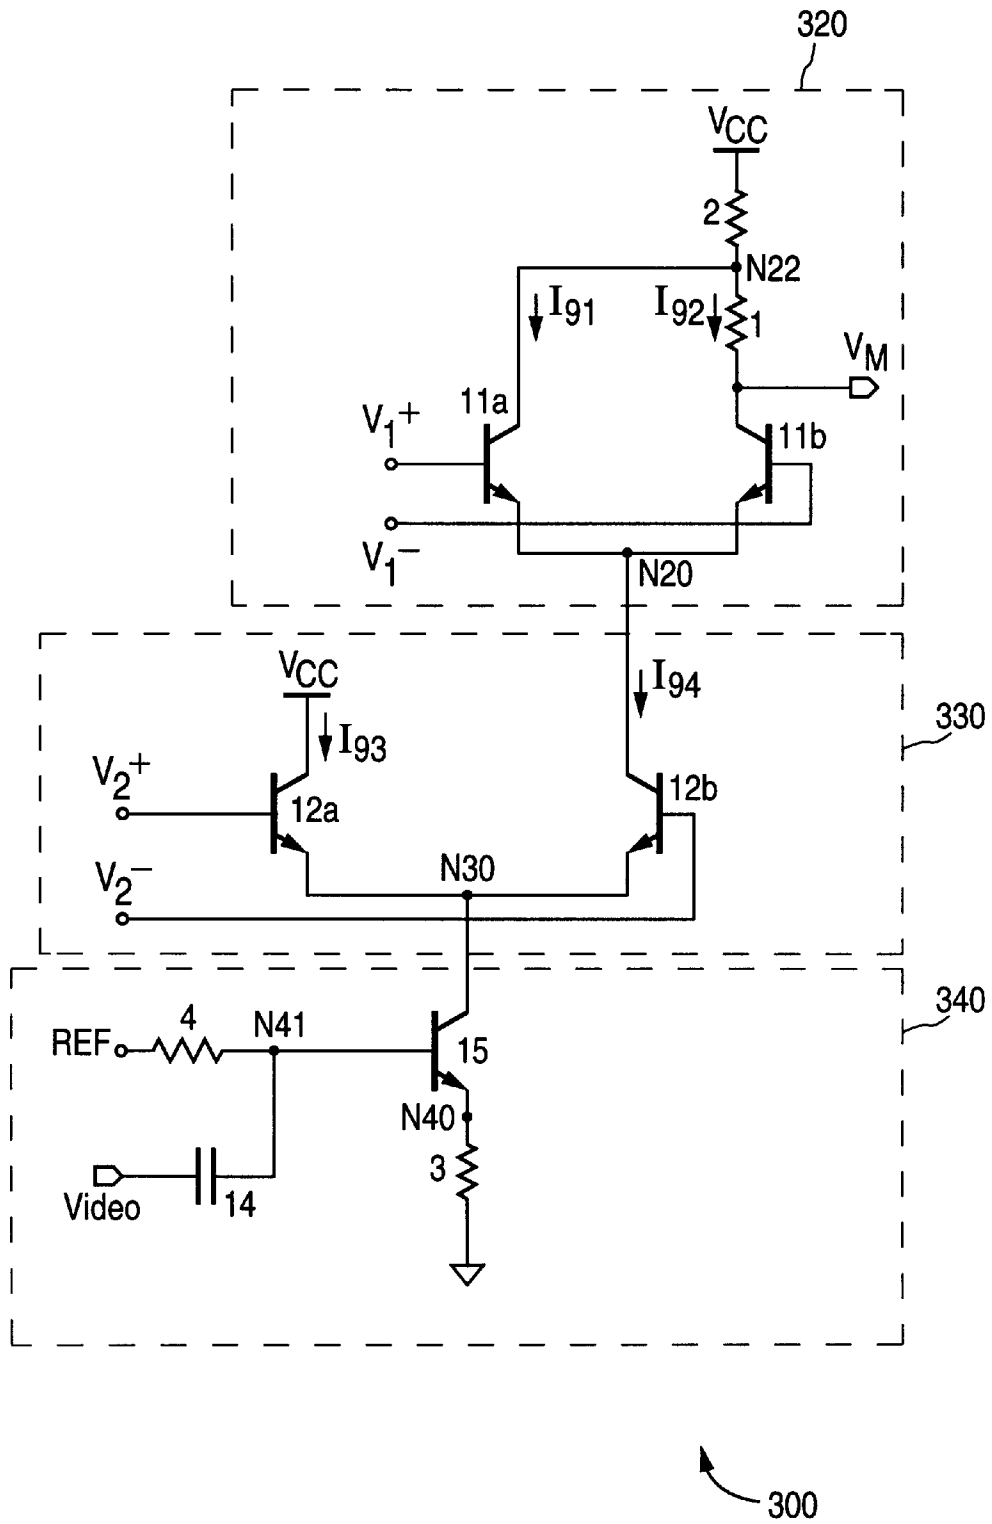 320
VCC
2
N22
I91
I92
1
VM
11a
V1+
11b
V1−
N20
VCC
I94
I93
330
V2+
12a
12b
V2−
N30
340
4
N41
REF
15
N40
3
Video
14
300